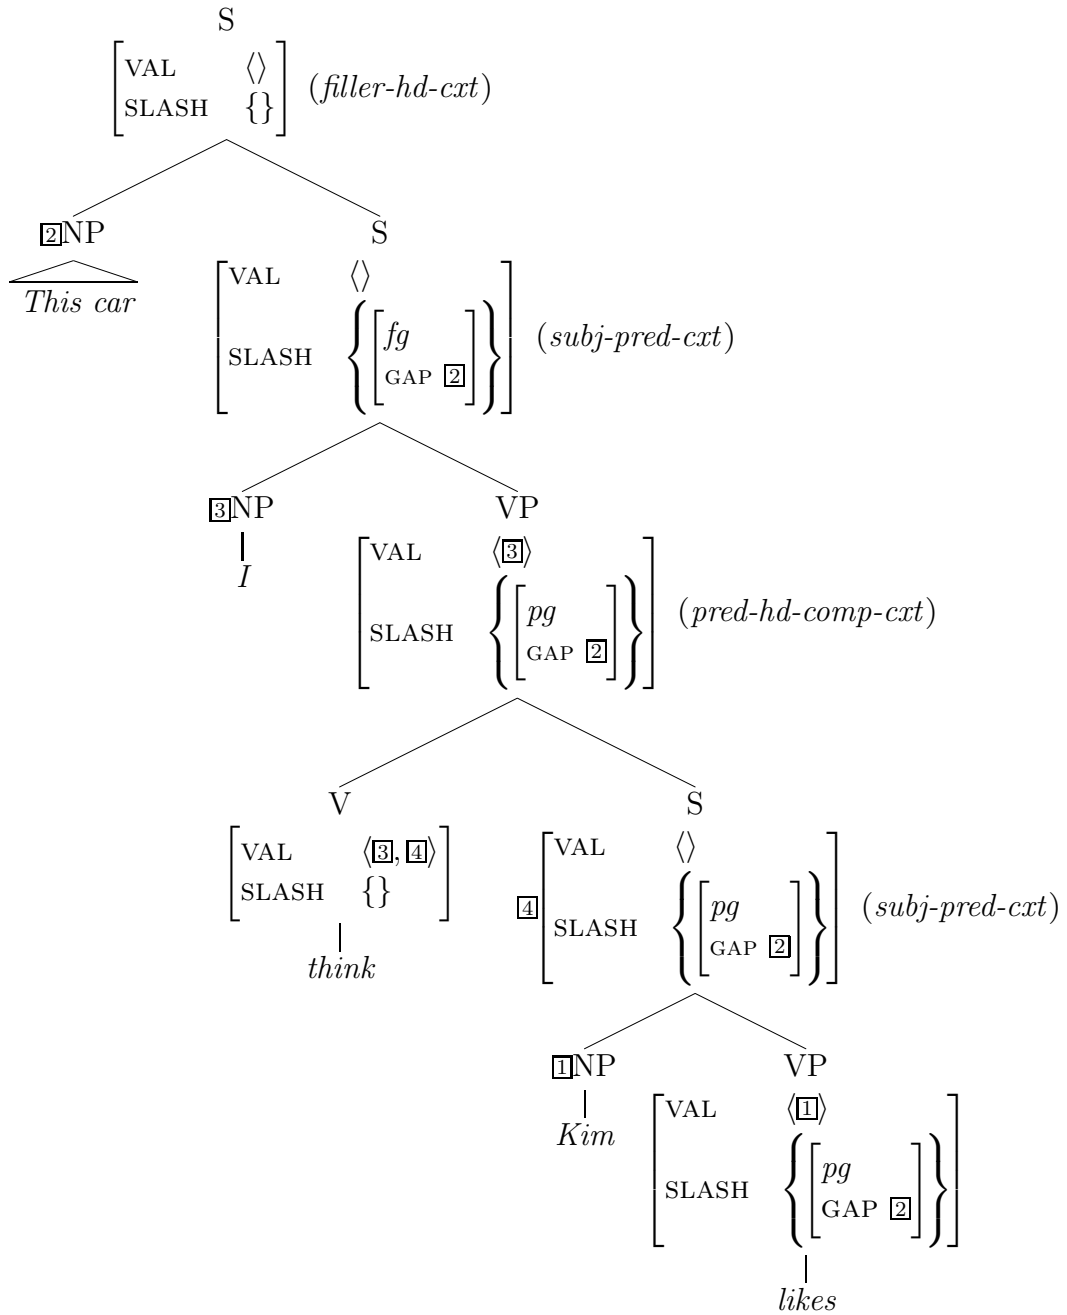 S
VAL ⟨⟩
SLASH {} (filler-hd-cxt)
2NP S
This car
VAL ⟨⟩
SLASH { fg GAP 2 } (subj-pred-cxt)
3NP VP
I
VAL ⟨3⟩
SLASH { pg GAP 2 } (pred-hd-comp-cxt)
V S
VAL ⟨3, 4⟩
SLASH {}
think
4 VAL ⟨⟩
SLASH { pg GAP 2 } (subj-pred-cxt)
1NP VP
Kim
VAL ⟨1⟩
SLASH { pg GAP 2 }
likes